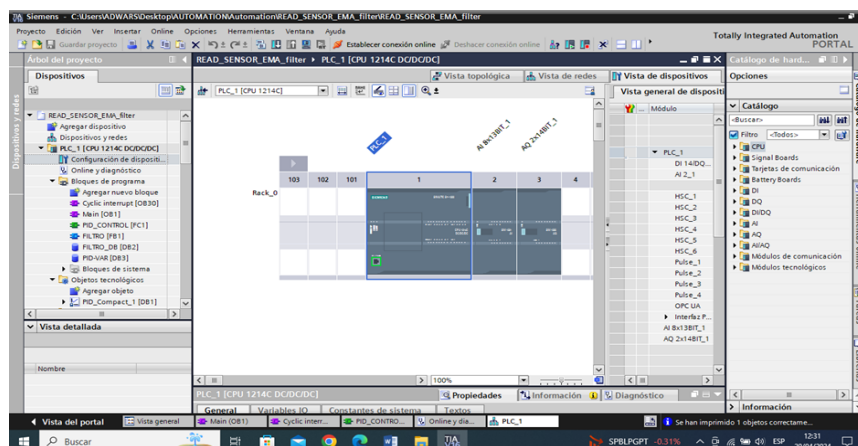 Siemens - C:\Users\ADWARS\Desktop\AUTOMATION\Automation\READ_SENSOR_EMA_filter\READ_SENSOR_EMA_filter
Proyecto Edición Ver Insertar Online Opciones Herramientas Ventana Ayuda
Guardar proyecto
Establecer conexión online
Deshacer conexión online
Totally Integrated Automation
PORTAL
Árbol del proyecto
READ_SENSOR_EMA_filter PLC_1 [CPU 1214C DC/DC/DC]
Catálogo de hard...
Dispositivos
Vista topológica
Vista de redes
Vista de dispositivos
Opciones
PLC_1 [CPU 1214C]
Vista general de dispositi
Dispositivos y redes
READ_SENSOR_EMA_filter
Agregar dispositivo
Dispositivos y redes
PLC_1 [CPU 1214C DC/DC/DC]
Configuración de dispositi...
Online y diagnóstico
Bloques de programa
Agregar nuevo bloque
Cyclic interrupt [OB30]
Main [OB1]
PID_CONTROL [FC1]
FILTRO [FB1]
FILTRO_DB [DB2]
PID-VAR [DB3]
Bloques de sistema
Objetos tecnológicos
Agregar objeto
PID_Compact_1 [DB1]
Vista detallada
Nombre
PLC_1
AI 8x13BIT_1
AQ 2x14BIT_1
103 102 101 1 2 3 4
Rack_0
100%
... Módulo
PLC_1
DI 14/DQ...
AI 2_1
HSC_1
HSC_2
HSC_3
HSC_4
HSC_5
HSC_6
Pulse_1
Pulse_2
Pulse_3
Pulse_4
OPC UA
Interfaz P...
AI 8x13BIT_1
AQ 2x14BIT_1
Catálogo
<Buscar>
Filtro <Todos>
CPU
Signal Boards
Tarjetas de comunicación
Battery Boards
DI
DQ
DI/DQ
AI
AQ
AI/AQ
Módulos de comunicación
Módulos tecnológicos
Información
PLC_1 [CPU 1214C DC/DC/DC]
Propiedades
Información
Diagnóstico
General Variables IO Constantes de sistema Textos
Vista del portal
Vista general
Main (OB1)
Cyclic interr...
PID_CONTRO...
Online y dia...
PLC_1
Se han imprimido 1 objetos correctame...
Buscar
SPBLPGPT -0.31%
ESP
12:31
20/04/2024